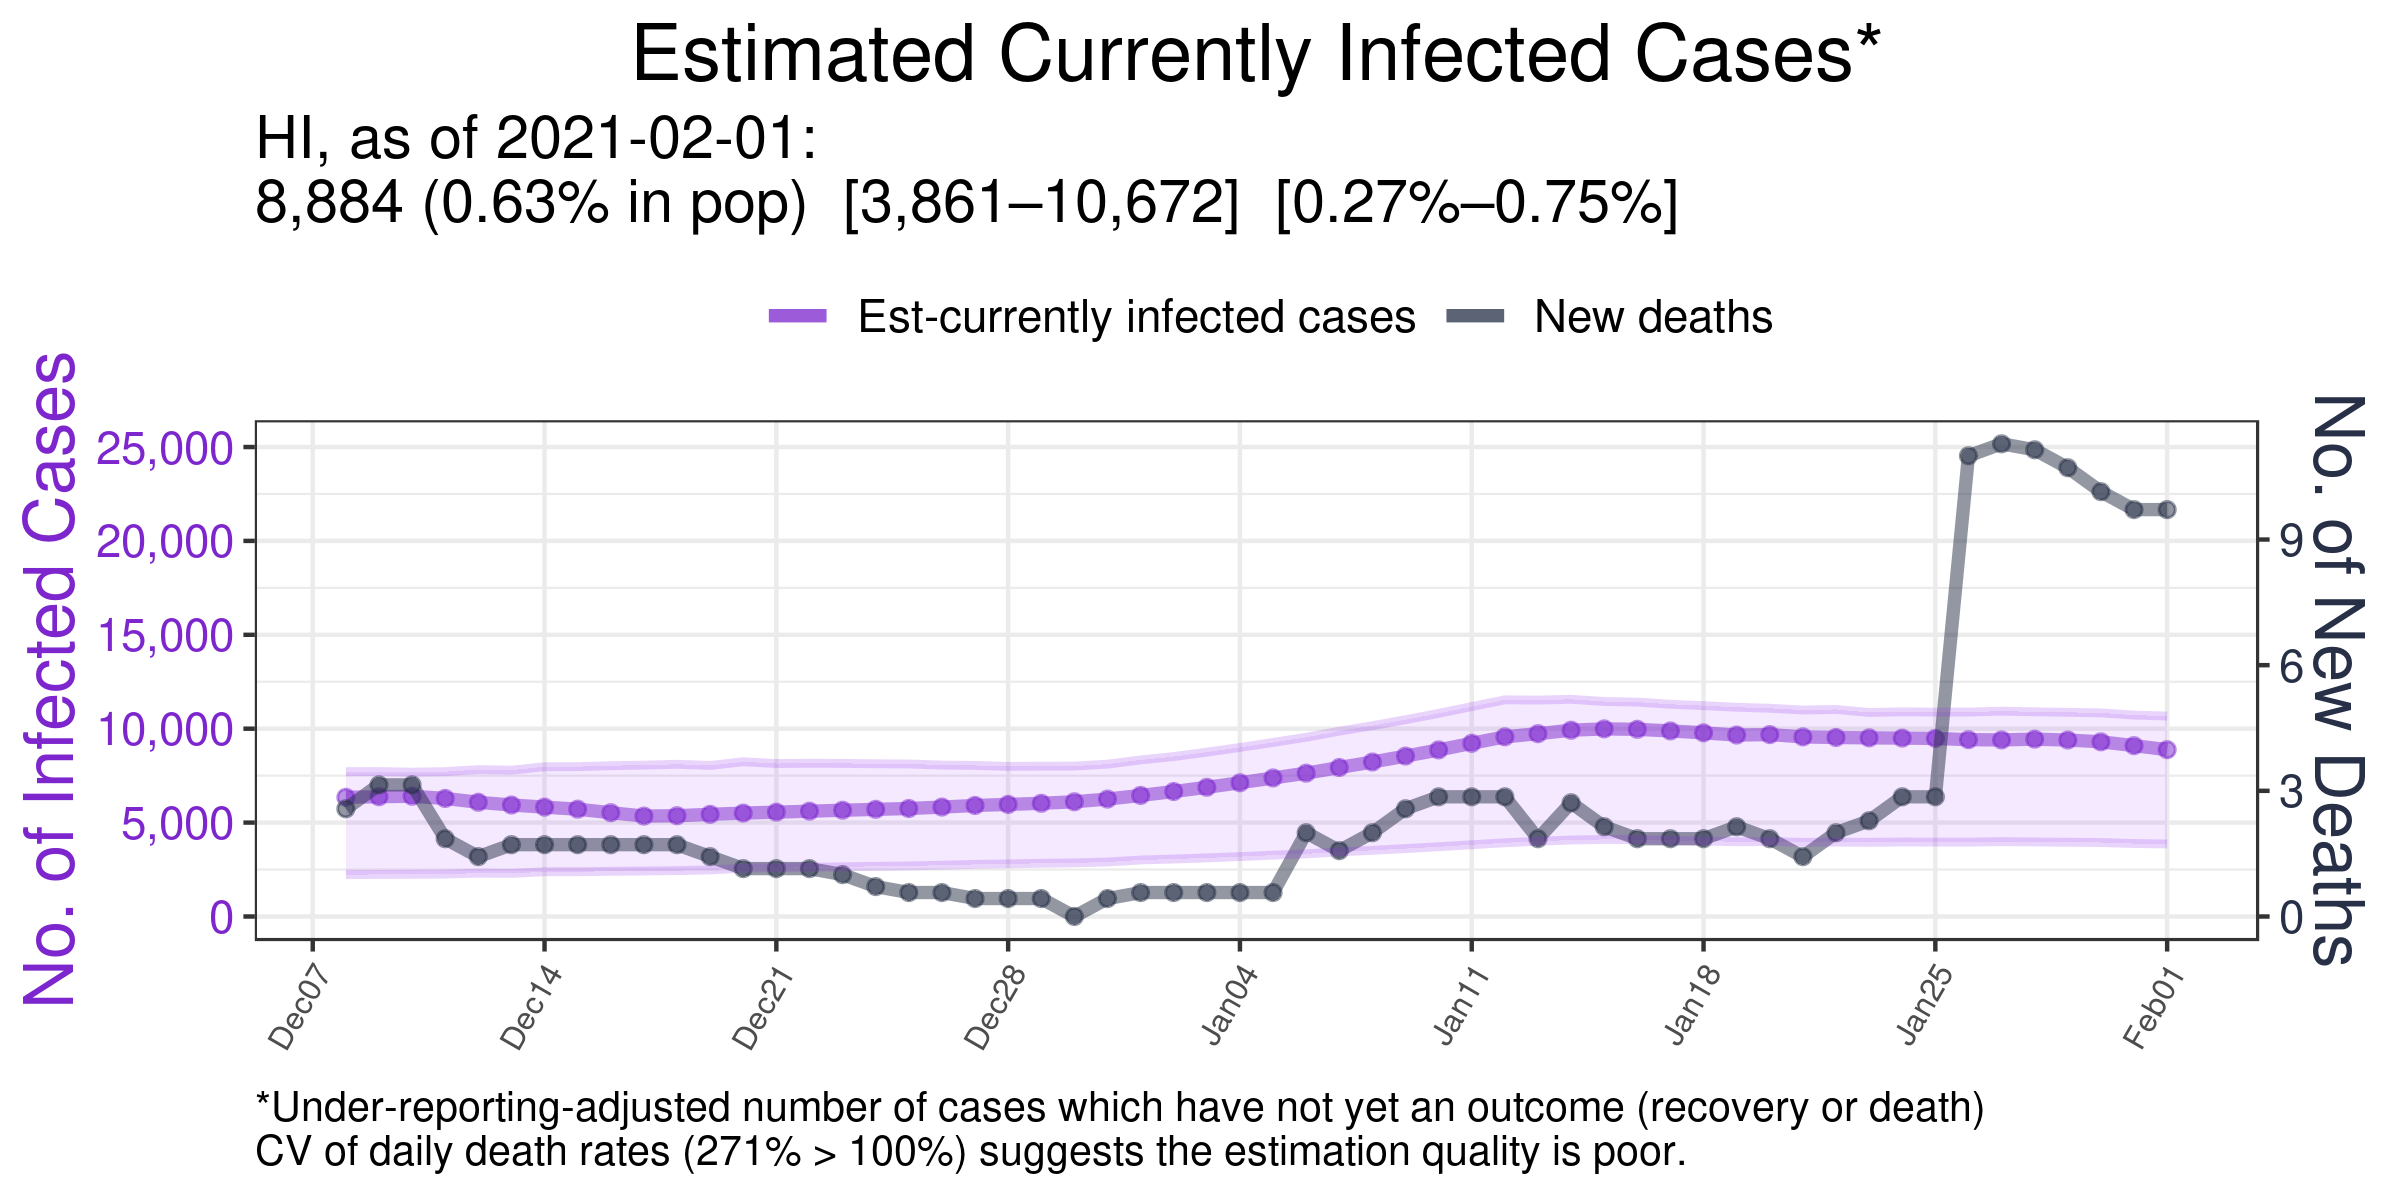 Estimated Currently Infected Cases*
HI, as of 2021-02-01:
8,884 (0.63% in pop)  [3,861–10,672]  [0.27%–0.75%]
Est-currently infected cases
New deaths
No. of Infected Cases
25,000
20,000
15,000
10,000
5,000
0
No. of New Deaths
9
6
3
0
Dec07
Dec14
Dec21
Dec28
Jan04
Jan11
Jan18
Jan25
Feb01
*Under-reporting-adjusted number of cases which have not yet an outcome (recovery or death)
CV of daily death rates (271% > 100%) suggests the estimation quality is poor.